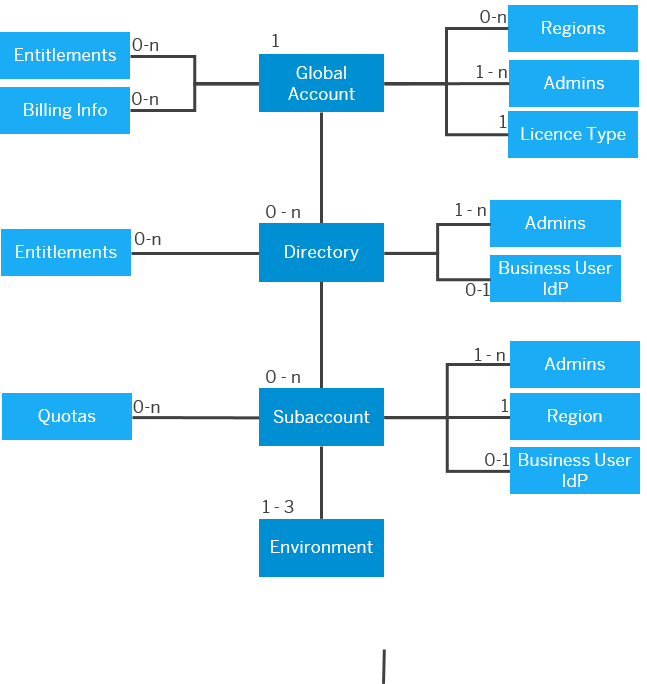 0-n
Regions
1
Entitlements
0-n
Global
Account
1 - n
Admins
Billing Info
0-n
1
Licence Type
0 - n
1 - n
Admins
Entitlements
0-n
Directory
Business User
IdP
0-1
0 - n
1 - n
Admins
Quotas
0-n
Subaccount
1
Region
0-1
Business User
IdP
1 - 3
Environment